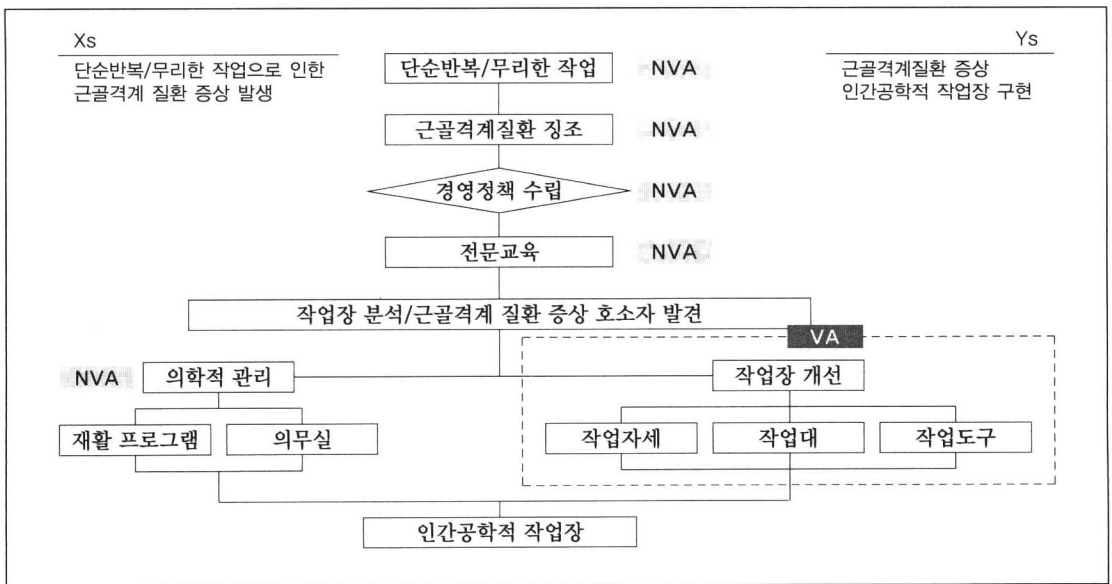 Xs
Ys
단순반복/무리한 작업으로 인한
근골격계 질환 증상 발생
근골격계질환 증상
인간공학적 작업장 구현
단순반복/무리한 작업 NVA
근골격계질환 징조 NVA
경영정책 수립 NVA
전문교육 NVA
작업장 분석/근골격계 질환 증상 호소자 발견
VA
NVA 의학적 관리 작업장 개선
재활 프로그램 의무실 작업자세 작업대 작업도구
인간공학적 작업장